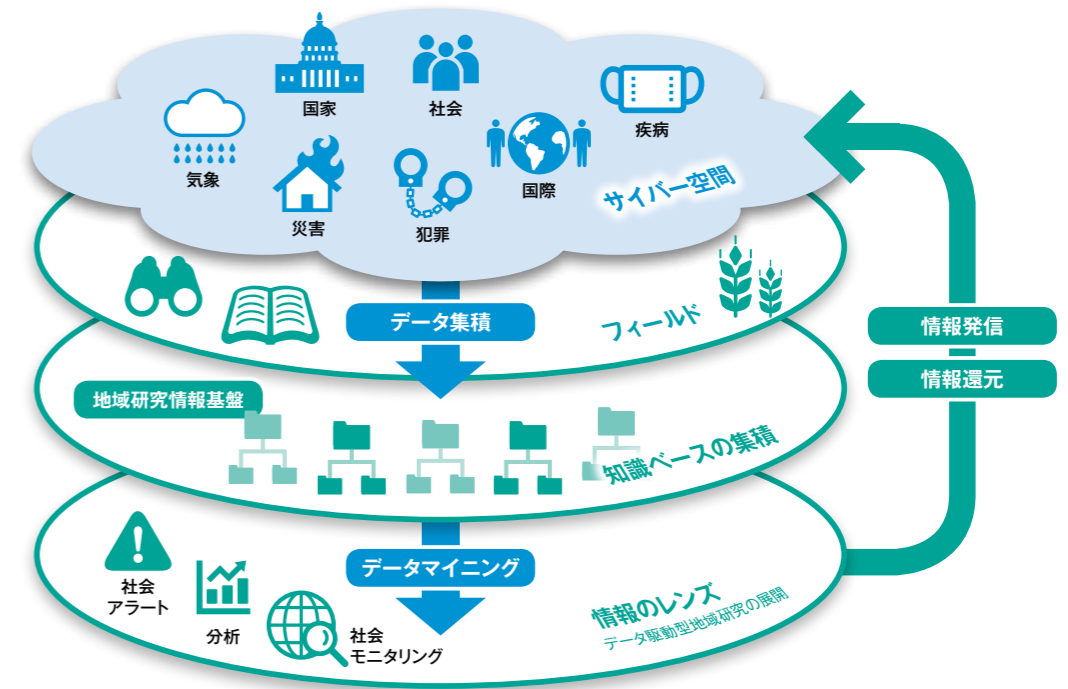 国家
社会
疾病
気象
災害
犯罪
国際
サイバー空間
データ集積
フィールド
情報発信
情報還元
地域研究情報基盤
知識ベースの集積
データマイニング
社会
アラート
分析
社会
モニタリング
情報のレンズ
データ駆動型地域研究の展開